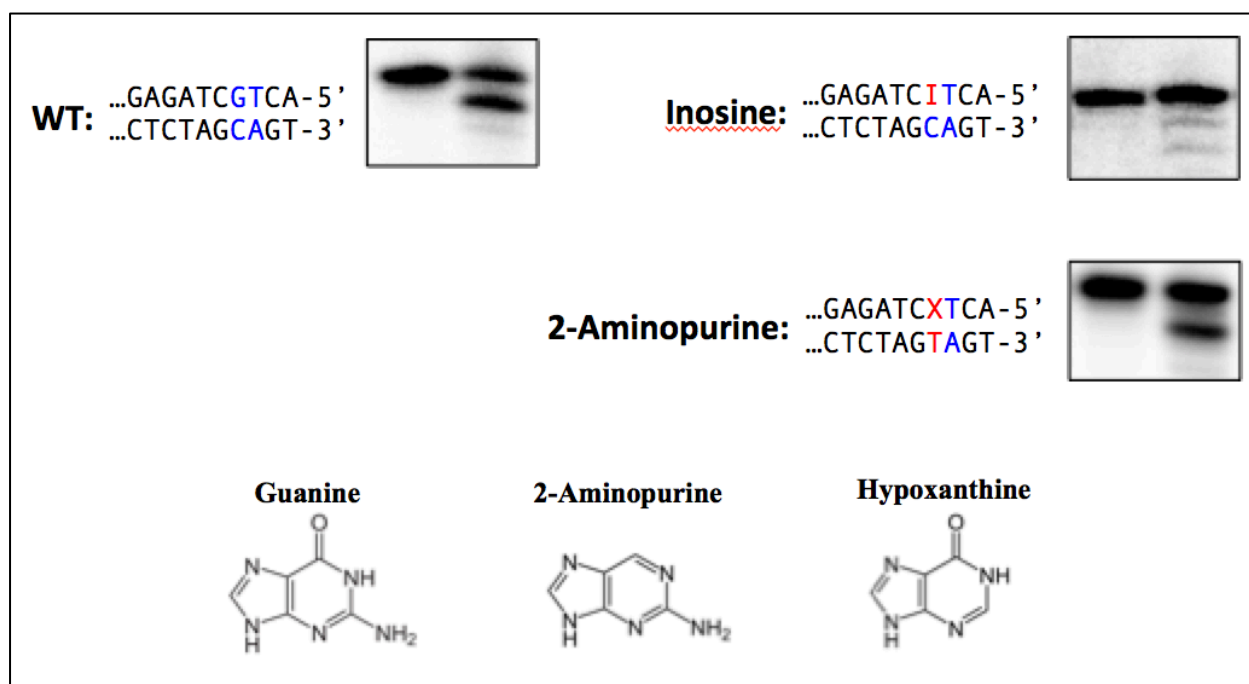 WT:
…GAGATCGTCA-5’
…CTCTAGCAGT-3’
Inosine:
…GAGATCITCA-5’
…CTCTAGCAGT-3’
2-Aminopurine:
…GAGATCXTCA-5’
…CTCTAGTAGT-3’
Guanine
2-Aminopurine
Hypoxanthine
O
N
NH
N
H
N
NH₂
N
N
N
H
N
NH₂
O
N
NH
N
H
N